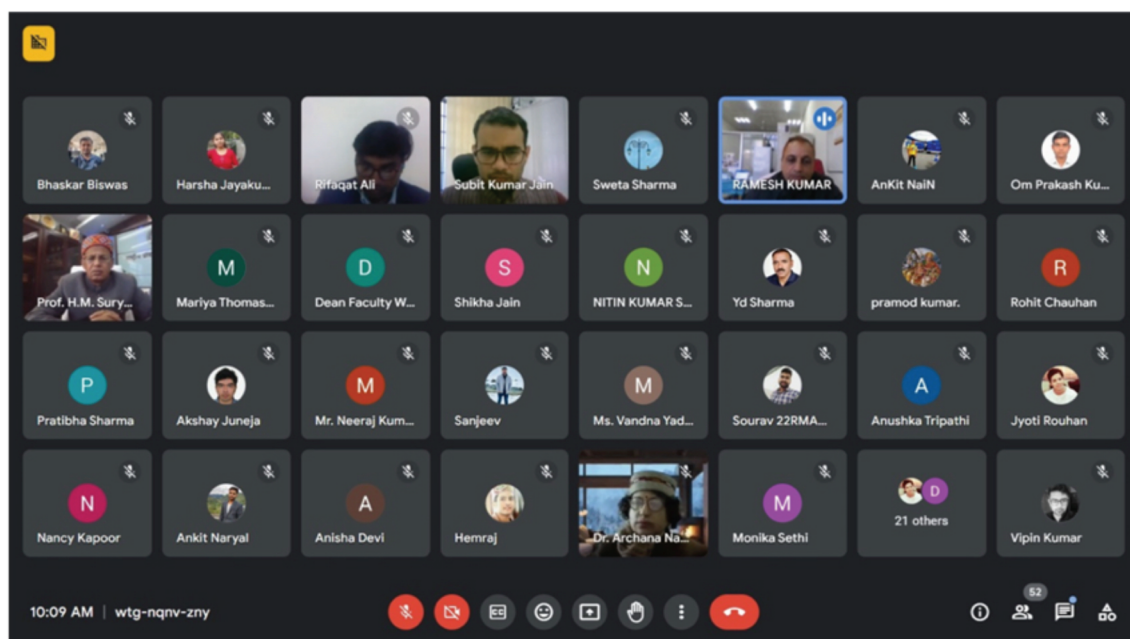 Bhaskar Biswas
Harsha Jayaku...
Rifaqat Ali
Subit Kumar Jain
Sweta Sharma
RAMESH KUMAR
AnKit NaiN
Om Prakash Ku...
Prof. H.M. Sury...
M
Mariya Thomas...
D
Dean Faculty W...
S
Shikha Jain
N
NITIN KUMAR S...
Yd Sharma
pramod kumar.
R
Rohit Chauhan
P
Pratibha Sharma
Akshay Juneja
M
Mr. Neeraj Kum...
Sanjeev
M
Ms. Vandna Yad...
Sourav 22RMA...
A
Anushka Tripathi
Jyoti Rouhan
N
Nancy Kapoor
Ankit Naryal
A
Anisha Devi
Hemraj
Dr. Archana Na...
M
Monika Sethi
D
21 others
Vipin Kumar
10:09 AM | wtg-nqnv-zny
CC
52